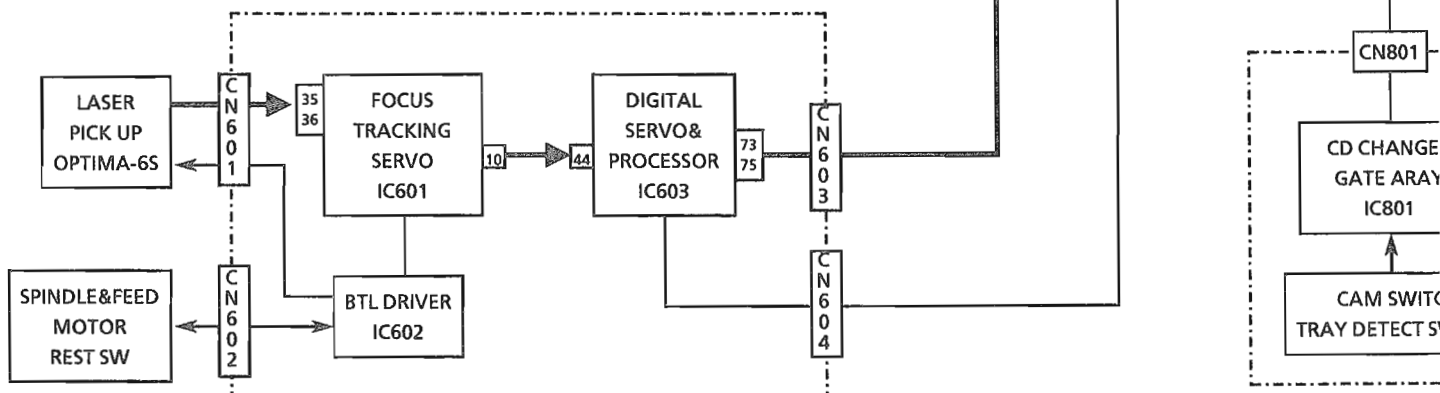 LASER
PICK UP
OPTIMA-6S
CN601
35
36
FOCUS
TRACKING
SERVO
IC601
10
44
DIGITAL
SERVO&
PROCESSOR
IC603
73
75
CN603
CN801
CD CHANGE
GATE ARAY
IC801
SPINDLE&FEED
MOTOR
REST SW
CN602
BTL DRIVER
IC602
CN604
CAM SWITC
TRAY DETECT SW